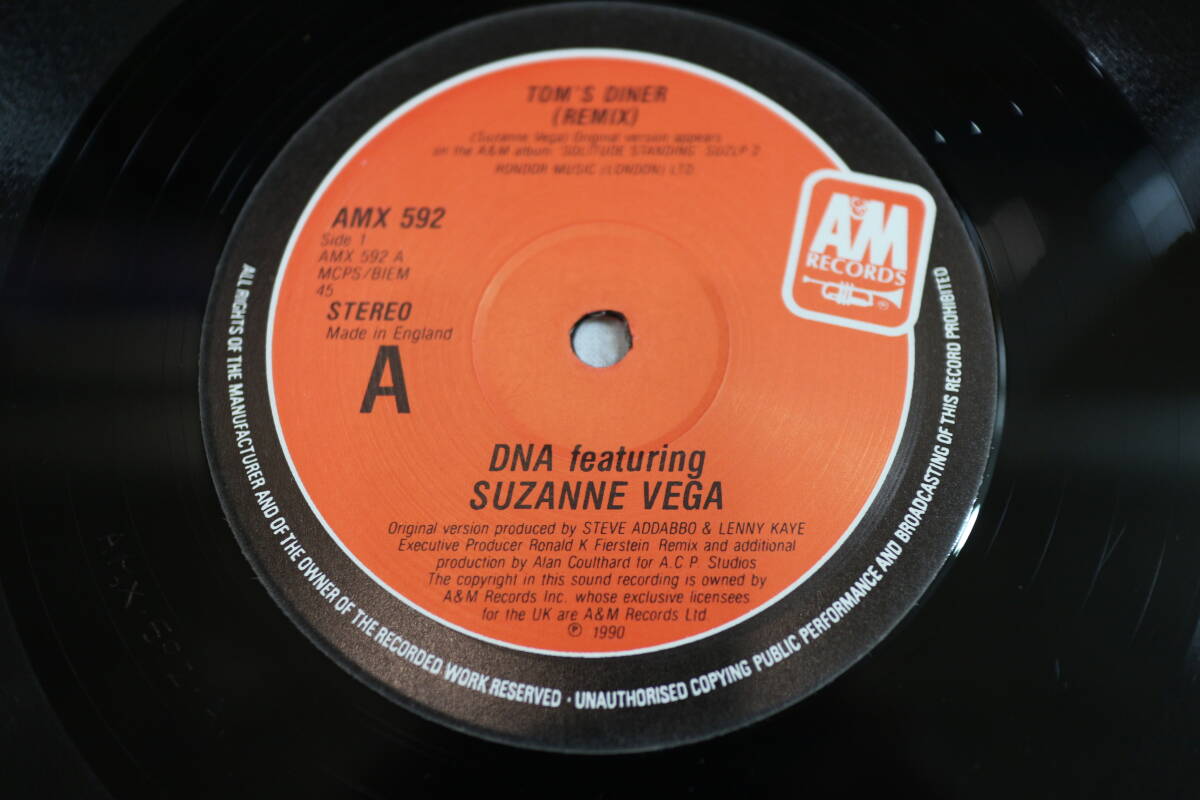 TOM'S DINER
(REMIX)
(Suzanne Vega) Original version appears
on the A&M album 'SOLITUDE STANDING' SUZLP 2
RONDOR MUSIC (LONDON) LTD
AMX 592
Side 1
AMX 592 A
MCPS/BIEM
45
STEREO
Made in England
A
A&M
RECORDS
®
DNA featuring
SUZANNE VEGA
Original version produced by STEVE ADDABBO & LENNY KAYE
Executive Producer Ronald K Fierstein Remix and additional
production by Alan Coulthard for A.C.P. Studios
The copyright in this sound recording is owned by
A&M Records Inc. whose exclusive licensees
for the UK are A&M Records Ltd.
℗ 1990
ALL RIGHTS OF THE MANUFACTURER AND OF THE OWNER OF THE RECORDED WORK RESERVED · UNAUTHORISED COPYING PUBLIC PERFORMANCE AND BROADCASTING OF THIS RECORD PROHIBITED